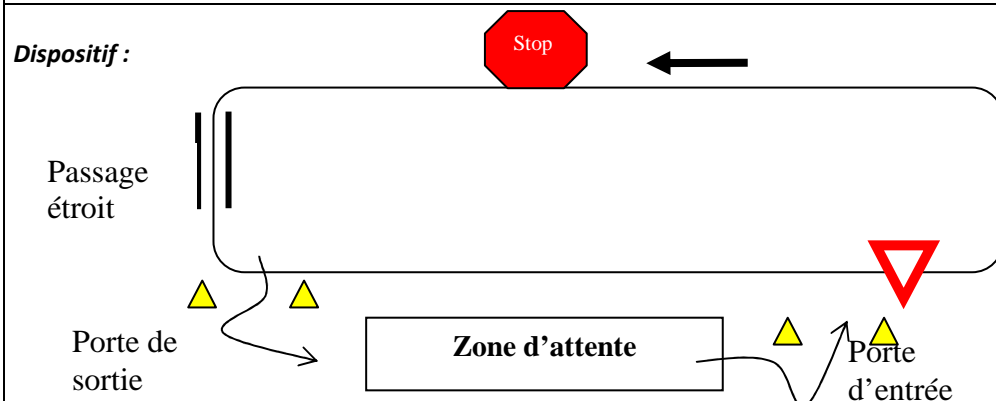 Dispositif :
Stop
Passage
étroit
Porte de
sortie
Zone d'attente
Porte
d'entrée